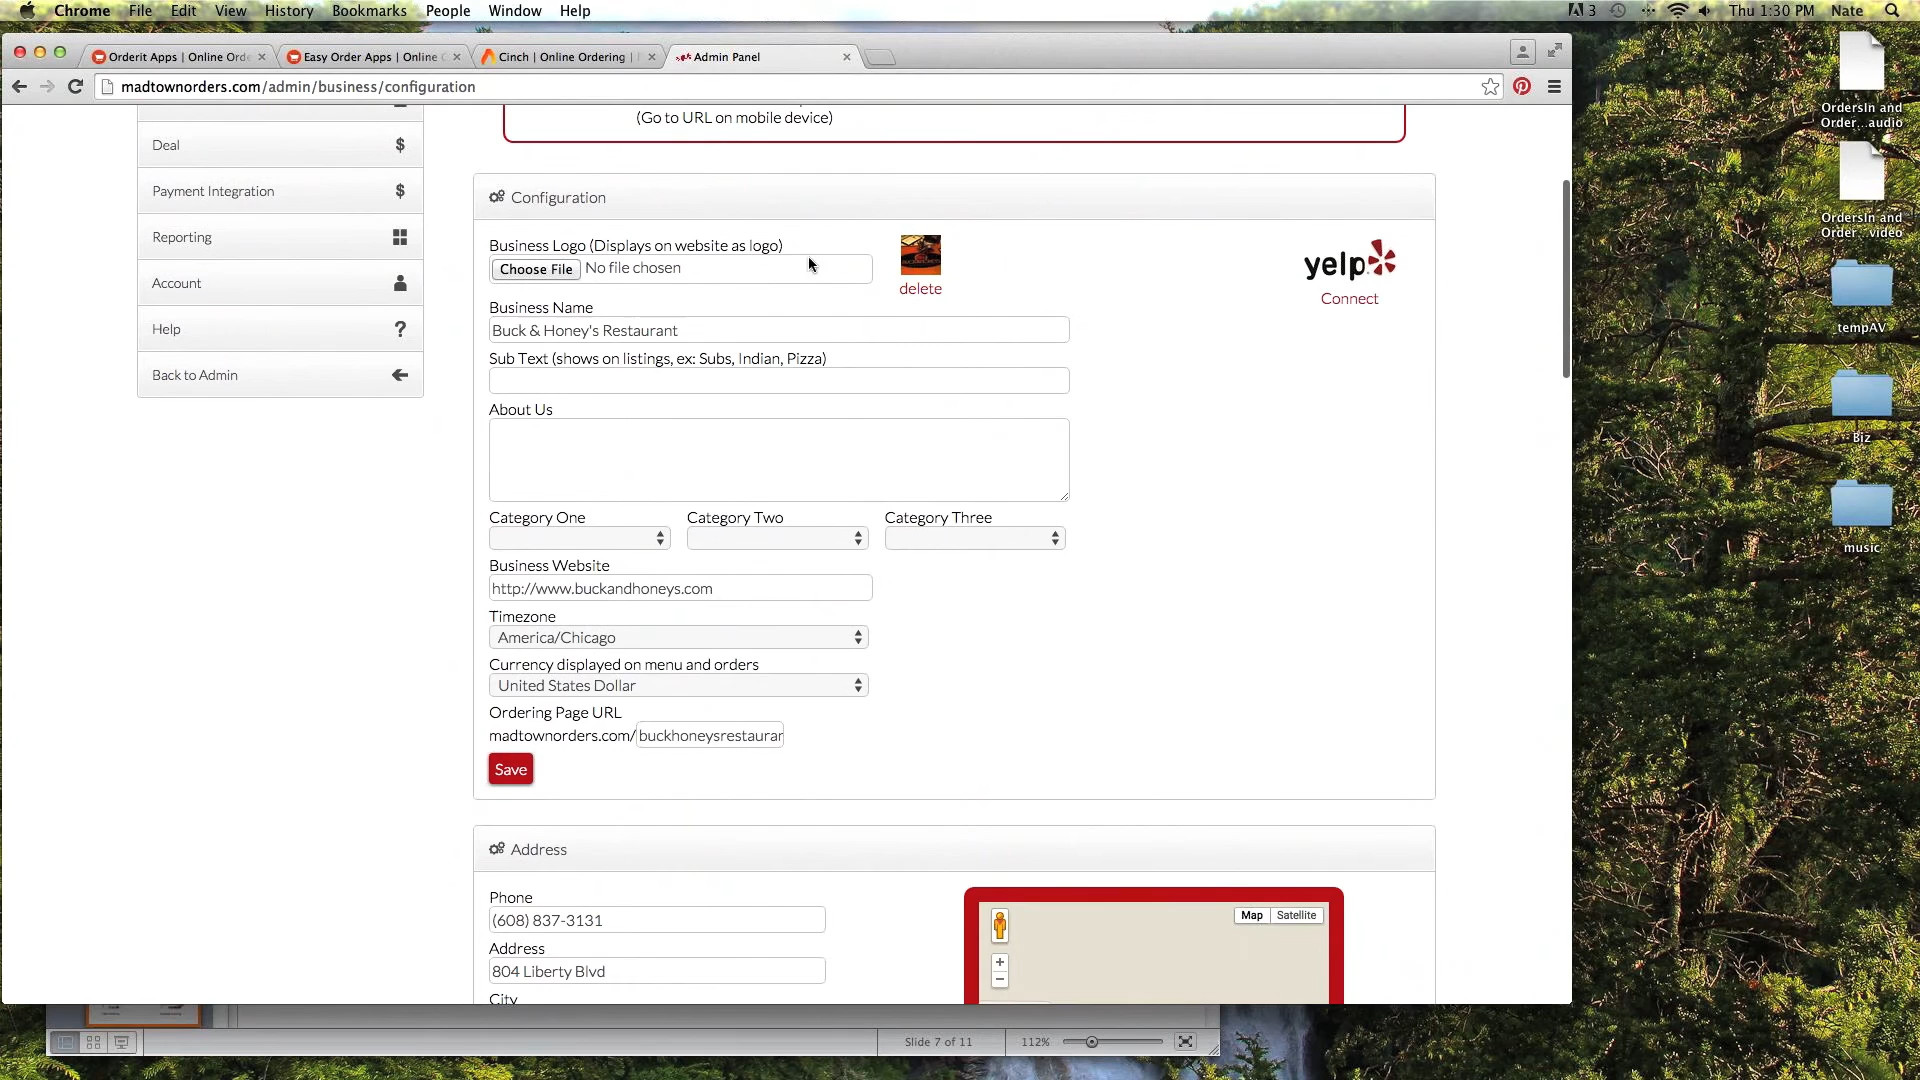 Chrome File Edit View History Bookmarks People Window Help
3 Thu 1:30 PM Nate
Orderit Apps | Online Orde
Easy Order Apps | Online
Cinch | Online Ordering |
Admin Panel
madtownorders.com/admin/business/configuration
(Go to URL on mobile device)
Deal $
Payment Integration $
Reporting
Account
Help ?
Back to Admin
Configuration
Business Logo (Displays on website as logo)
Choose File No file chosen
delete
yelp
Connect
Business Name
Buck & Honey's Restaurant
Sub Text (shows on listings, ex: Subs, Indian, Pizza)
About Us
Category One Category Two Category Three
Business Website
http://www.buckandhoneys.com
Timezone
America/Chicago
Currency displayed on menu and orders
United States Dollar
Ordering Page URL
madtownorders.com/ buckhoneysrestaurar
Save
Address
Phone
(608) 837-3131
Address
804 Liberty Blvd
City
Map Satellite
+
−
Slide 7 of 11 112%
OrdersIn and
Order...audio
OrdersIn and
Order...video
tempAV
Biz
music